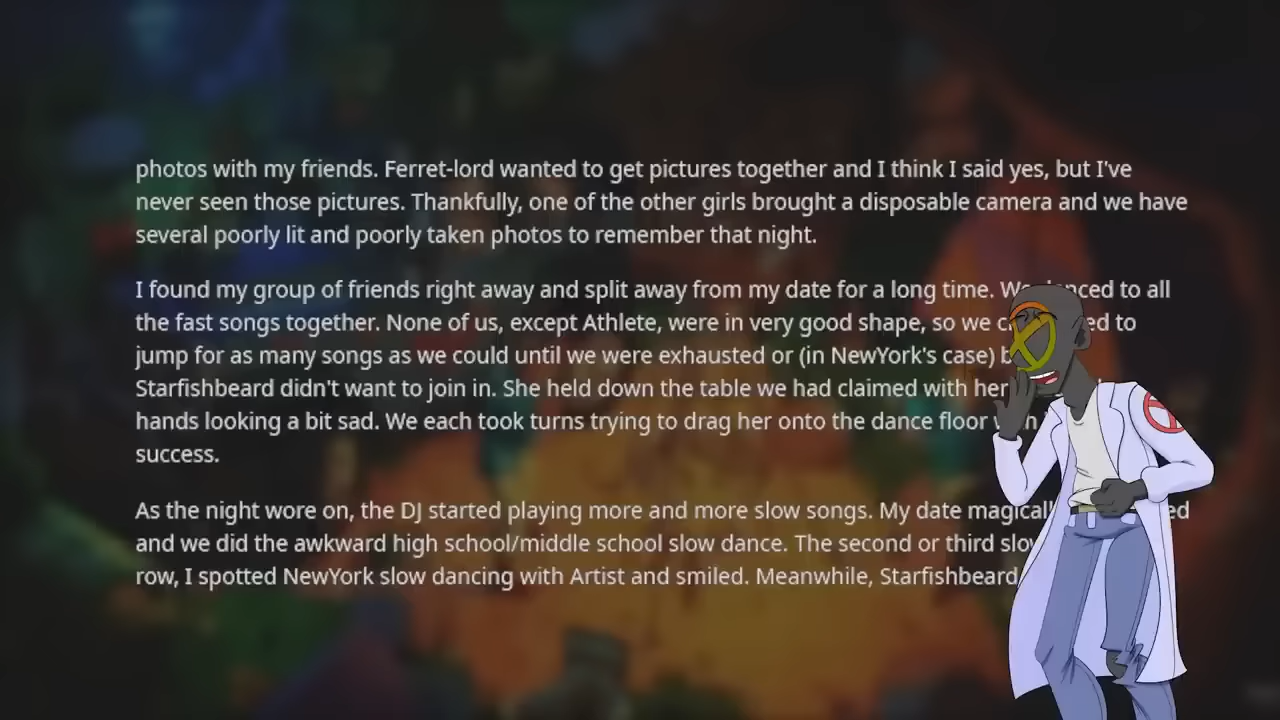 photos with my friends. Ferret-lord wanted to get pictures together and I think I said yes, but I've
never seen those pictures. Thankfully, one of the other girls brought a disposable camera and we have
several poorly lit and poorly taken photos to remember that night.
I found my group of friends right away and split away from my date for a long time. We danced to all
the fast songs together. None of us, except Athlete, were in very good shape, so we
to
jump for as many songs as we could until we were exhausted or (in NewYork's case)
Starfishbeard didn't want to join in. She held down the table we had claimed with her
hands looking a bit sad. We each took turns trying to drag her onto the dance floor
success.
As the night wore on, the DJ started playing more and more slow songs. My date magically
and we did the awkward high school/middle school slow dance. The second or third
row, I spotted NewYork slow dancing with Artist and smiled. Meanwhile, Starfishbeard